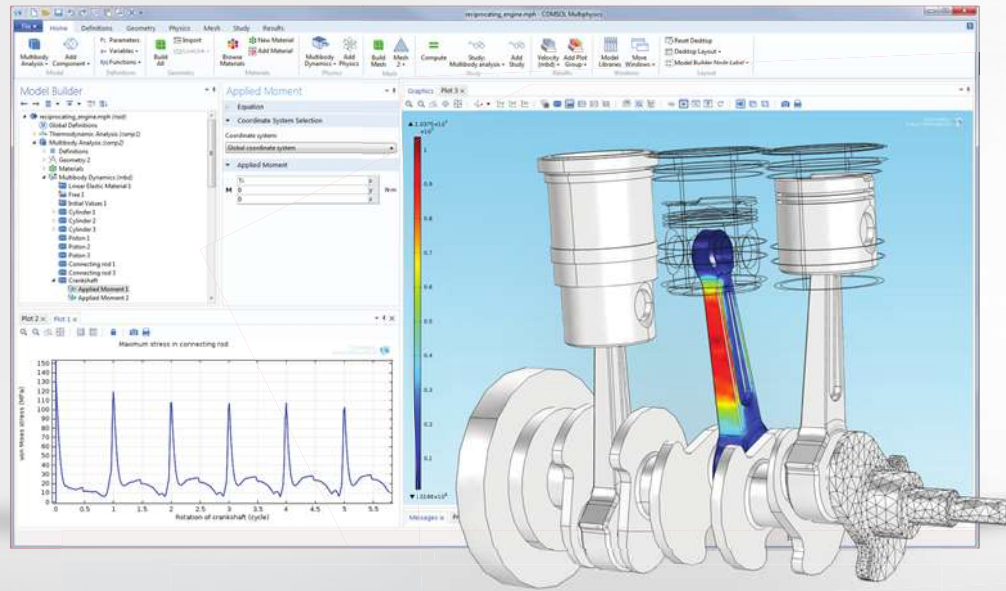 reciprocating_engine.mph - COMSOL Multiphysics
File Home Definitions Geometry Physics Mesh Study Results
Multibody Analysis Add Component
Pi Parameters
a= Variables
f(x) Functions
Build All
Import
Browse Materials
New Material
Add Material
Multibody Dynamics Add Physics
Build Mesh Mesh 2
Compute Study: Multibody analysis Add Study
Velocity (mbd) Add Plot Group
Model Libraries More Windows
Reset Desktop
Desktop Layout
Model Builder Node Label
Model Definitions Geometry Materials Physics Mesh Study Results Windows Layout
Model Builder
reciprocating_engine.mph (root)
Global Definitions
Thermodynamic Analysis (comp1)
Multibody Analysis (comp2)
Definitions
Geometry 2
Materials
Multibody Dynamics (mbd)
Linear Elastic Material 1
Free 1
Initial Values 1
Cylinder 1
Cylinder 2
Cylinder 3
Piston 1
Piston 2
Piston 3
Connecting rod 1
Connecting rod 3
Crankshaft
Applied Moment 1
Applied Moment 2
Applied Moment
Equation
Coordinate System Selection
Coordinate system:
Global coordinate system
Applied Moment
x
M 0 y N·m
0 z
Plot 2 Plot 1
Maximum stress in connecting rod
von Mises stress (MPa)
150
140
130
120
110
100
90
80
70
60
50
40
30
20
10
0
0 0.5 1 1.5 2 2.5 3 3.5 4 4.5 5 5.5
Rotation of crankshaft (cycle)
Graphics Plot 3
1
0.9
0.8
0.7
0.6
0.5
0.4
0.3
0.2
0.1
Messages